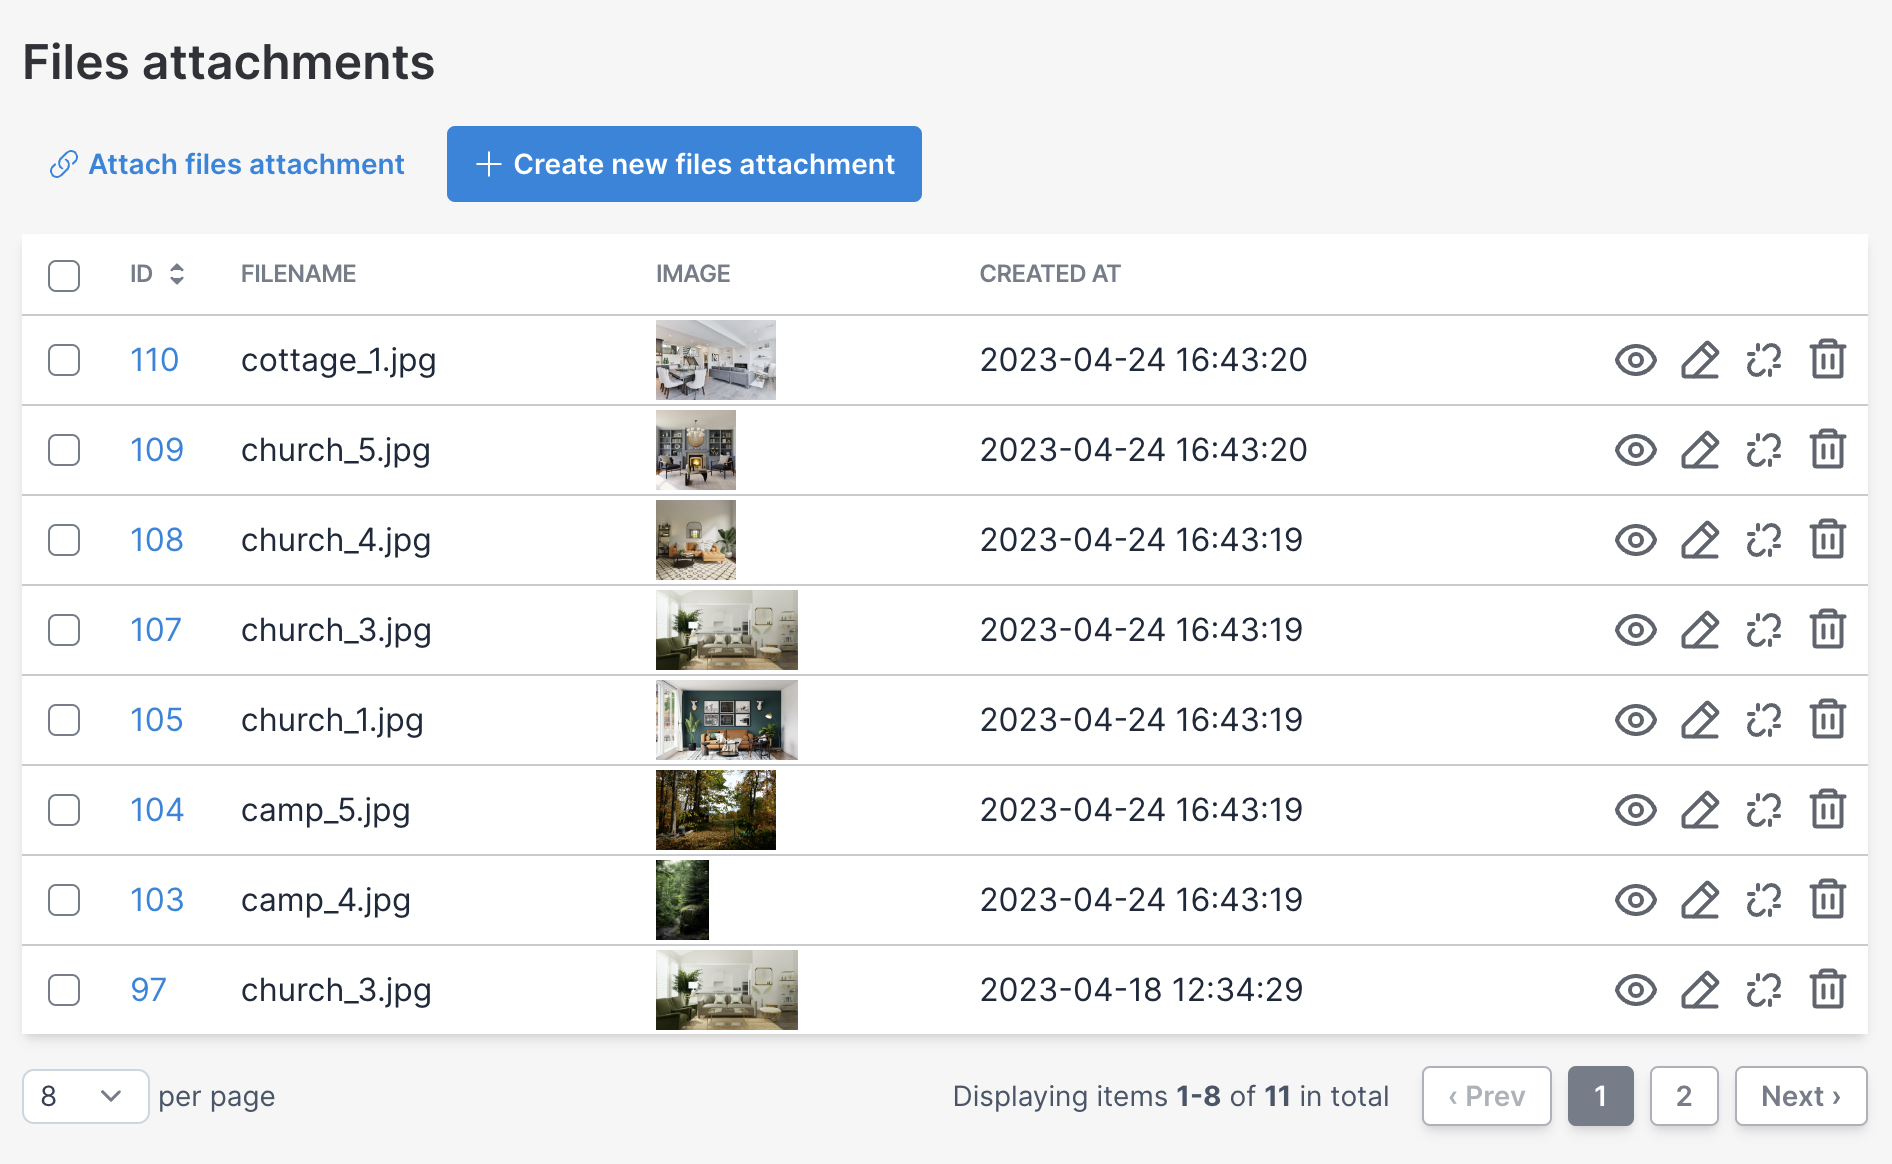 Files attachments
Attach files attachment
Create new files attachment
ID FILENAME IMAGE CREATED AT
110 cottage_1.jpg 2023-04-24 16:43:20
109 church_5.jpg 2023-04-24 16:43:20
108 church_4.jpg 2023-04-24 16:43:19
107 church_3.jpg 2023-04-24 16:43:19
105 church_1.jpg 2023-04-24 16:43:19
104 camp_5.jpg 2023-04-24 16:43:19
103 camp_4.jpg 2023-04-24 16:43:19
97 church_3.jpg 2023-04-18 12:34:29
8 per page Displaying items 1-8 of 11 in total ‹ Prev 1 2 Next ›